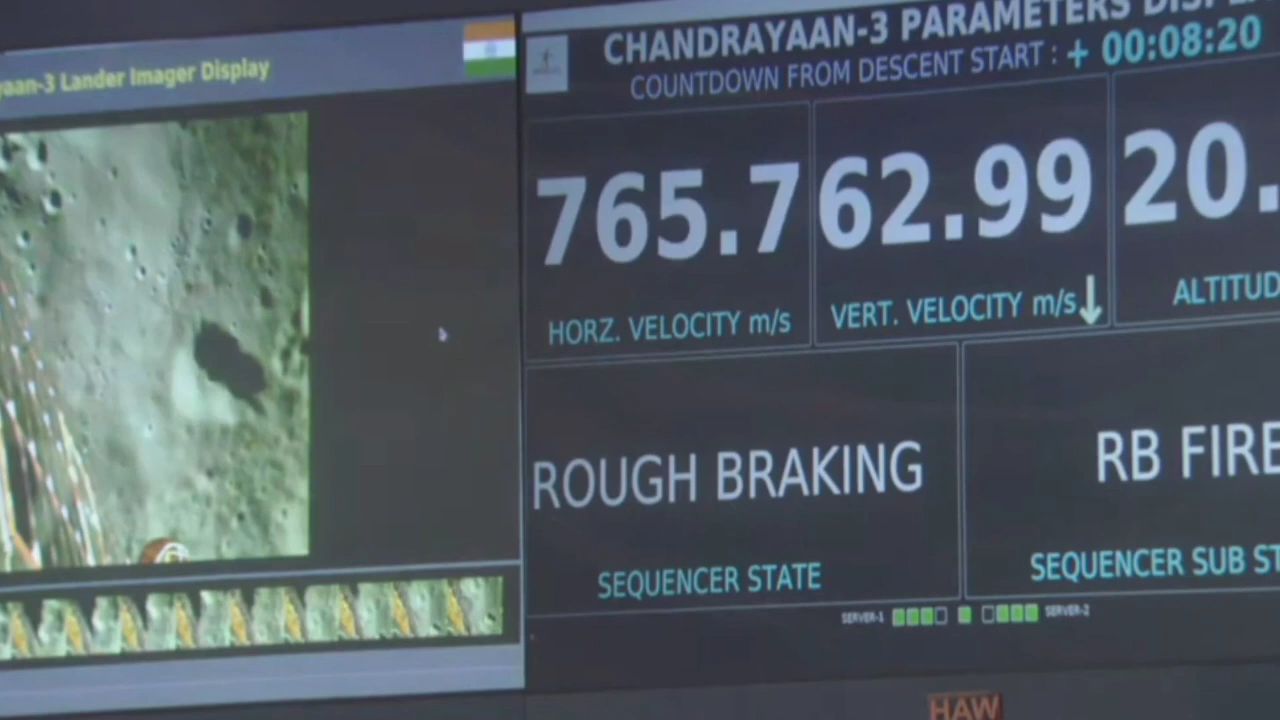 yaan-3 Lander Imager Display
CHANDRAYAAN-3 PARAMETERS
COUNTDOWN FROM DESCENT START : + 00:08:20
765.7 62.99 20.
HORZ. VELOCITY m/s VERT. VELOCITY m/s↓ ALTITUD
ROUGH BRAKING RB FIRE
SEQUENCER STATE SEQUENCER SUB ST
SERVER-1 SERVER-2
HAW